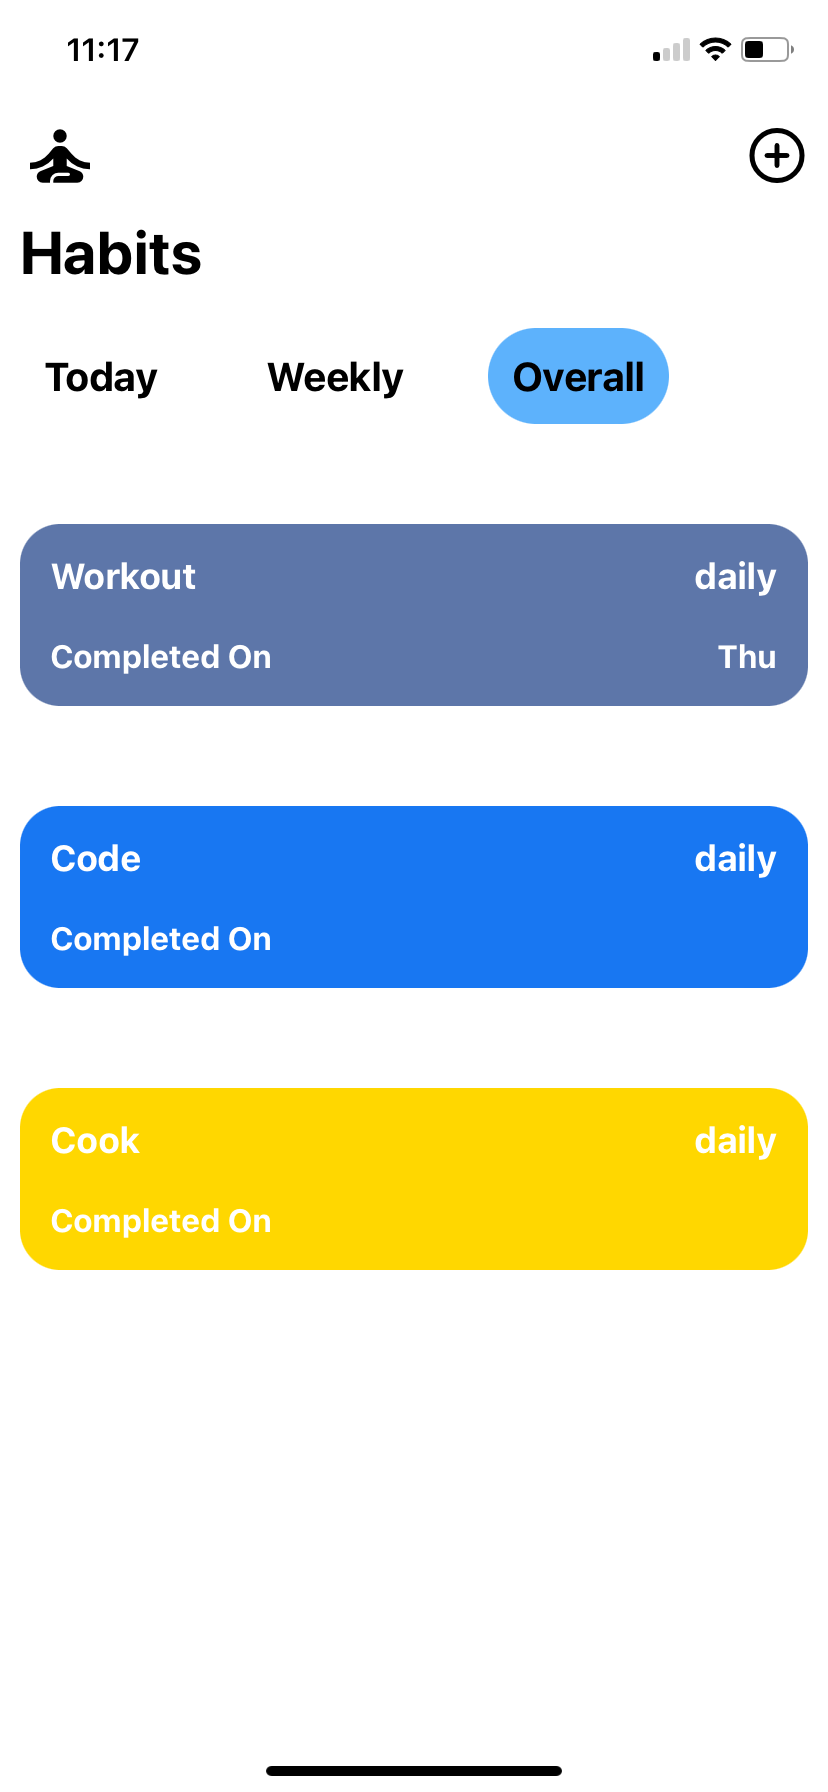 11:17
Habits
Today Weekly Overall
Workout daily
Completed On Thu
Code daily
Completed On
Cook daily
Completed On